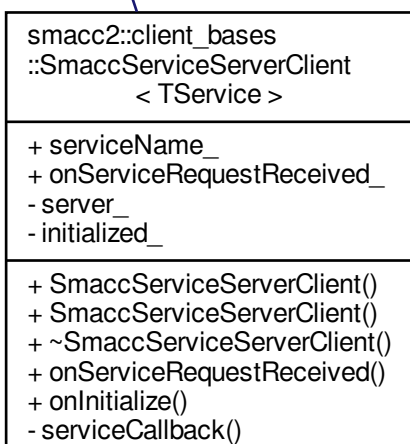 smacc2::client_bases
::SmaccServiceServerClient
< TService >
+ serviceName_
+ onServiceRequestReceived_
- server_
- initialized_
+ SmaccServiceServerClient()
+ SmaccServiceServerClient()
+ ~SmaccServiceServerClient()
+ onServiceRequestReceived()
+ onInitialize()
- serviceCallback()